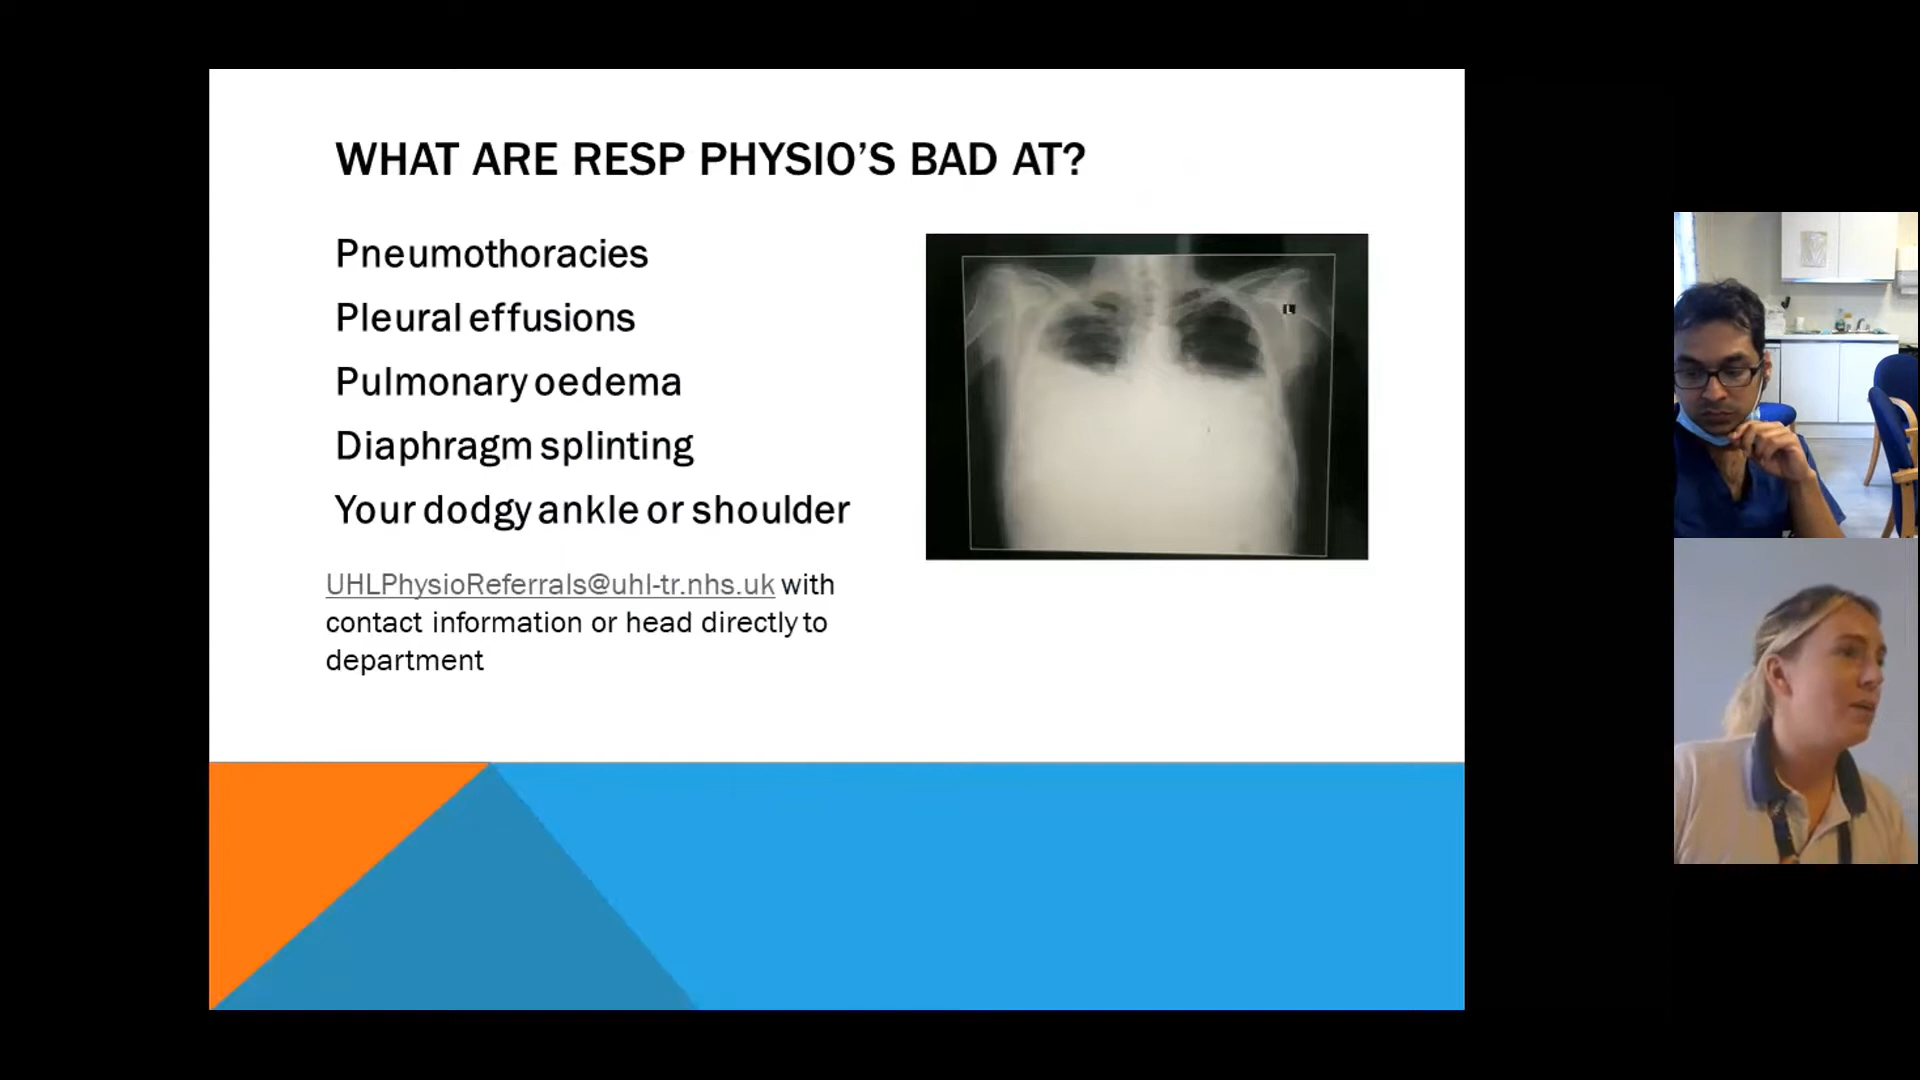 WHAT ARE RESP PHYSIO'S BAD AT?
Pneumothoracies
Pleural effusions
Pulmonary oedema
Diaphragm splinting
Your dodgy ankle or shoulder
UHLPhysioReferrals@uhl-tr.nhs.uk with
contact information or head directly to
department
L